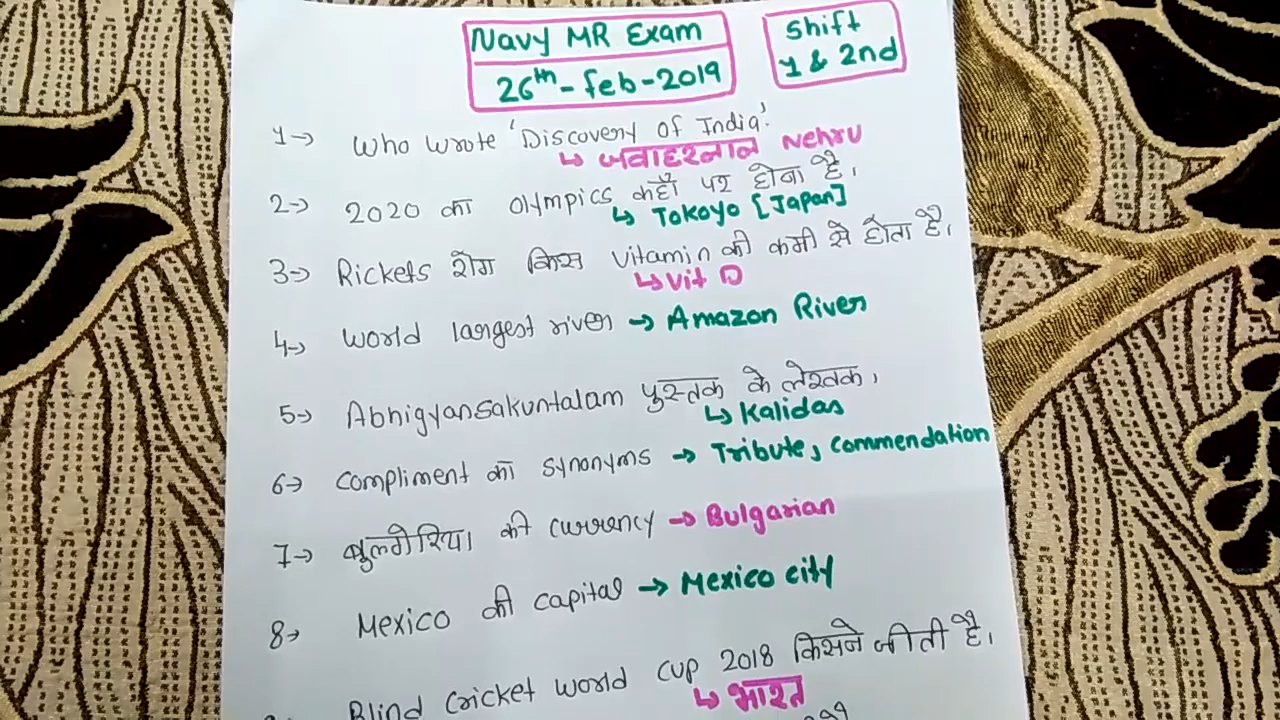 Navy MR Exam
26th-feb-2019
Shift
1 & 2nd
1→ Who wrote 'Discovery of India'.
↳ जवाहरलाल Nehru
2→ 2020 का Olympics कहाँ पर होना है।
↳ Tokoyo [Japan]
3→ Rickets रोग किस Vitamin की कमी से होता है।
↳ Vit D
4→ World largest river → Amazon River
5→ Abhigyansakuntalam पुस्तक के लेखक।
↳ Kalidas
6→ Compliment का synonyms → Tribute, commendation
7→ बुलगेरिया की currency → Bulgarian
8→ Mexico की capital → Mexico city
Blind Cricket World Cup 2018 किसने जीती है।
↳ भारत